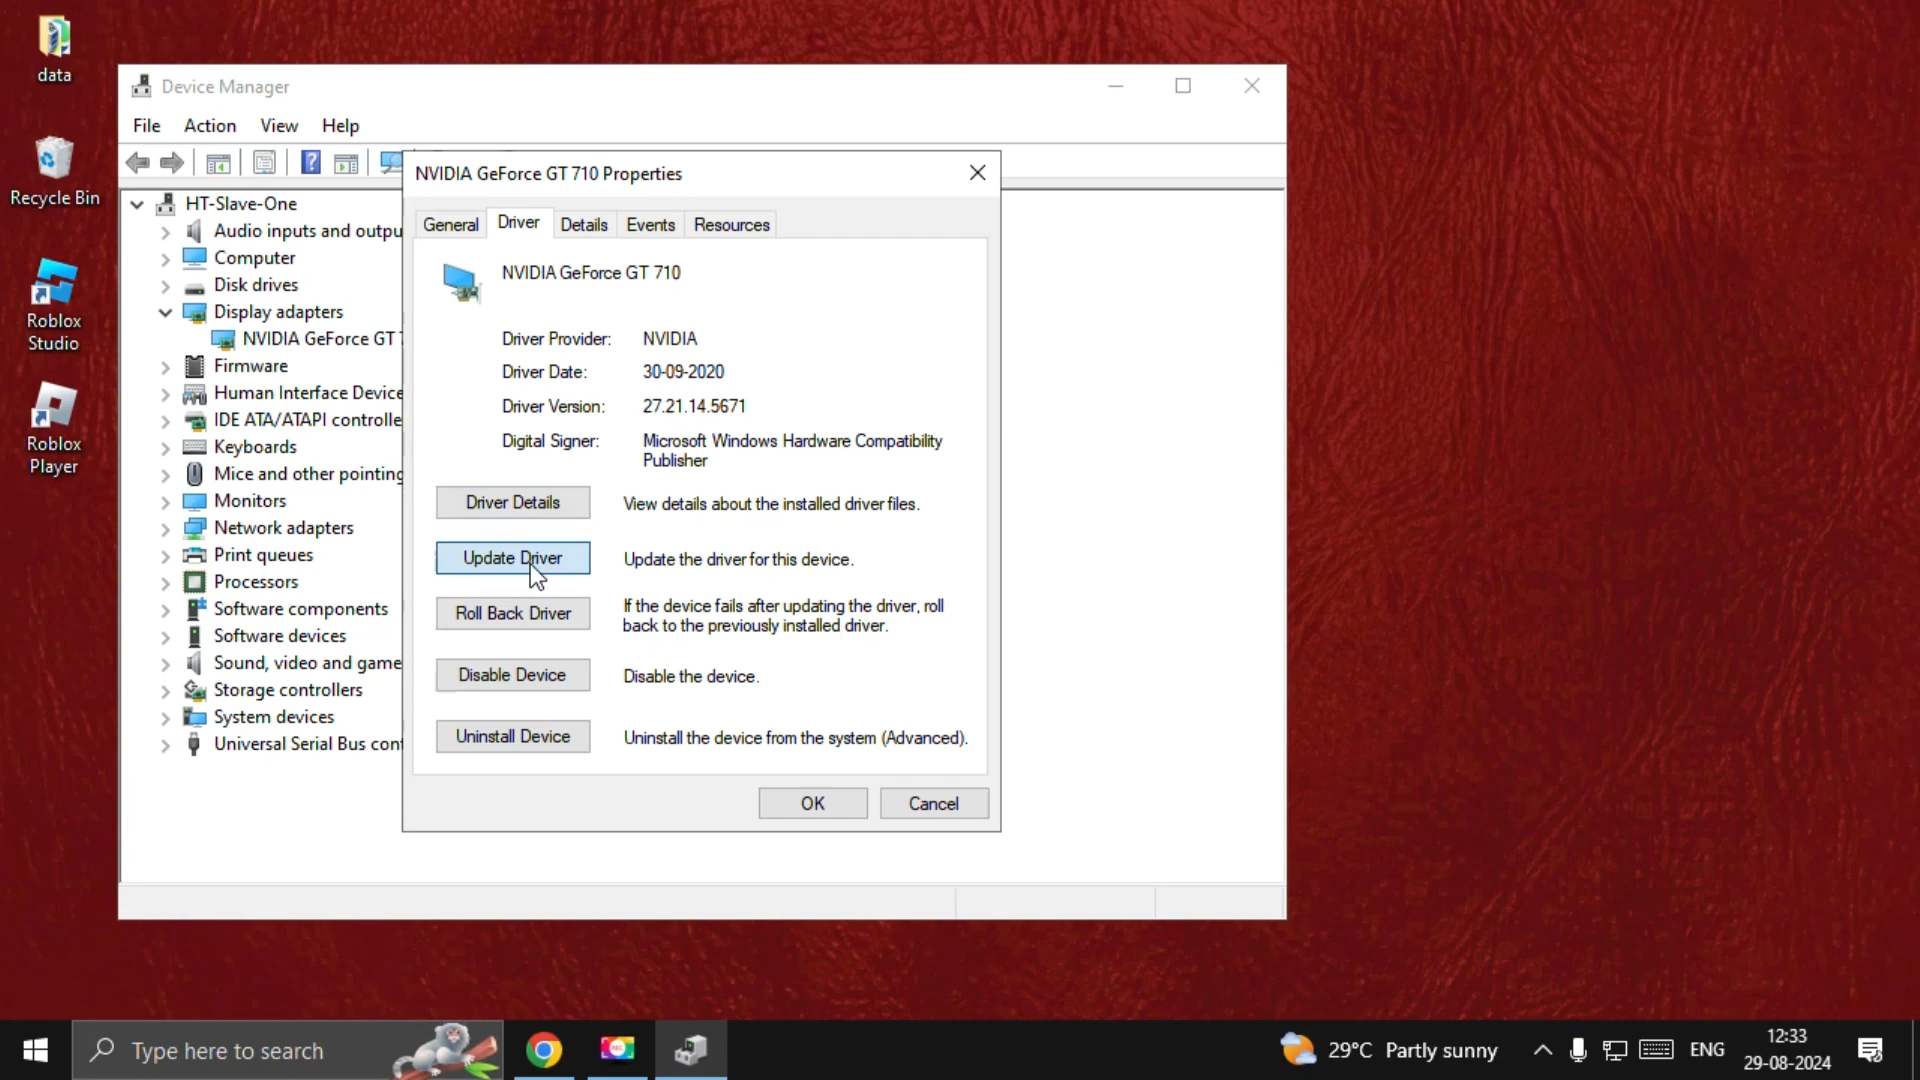 data
Recycle Bin
Roblox
Studio
Roblox
Player
Device Manager
File Action View Help
HT-Slave-One
Audio inputs and outpu
Computer
Disk drives
Display adapters
NVIDIA GeForce GT 7
Firmware
Human Interface Device
IDE ATA/ATAPI controlle
Keyboards
Mice and other pointing
Monitors
Network adapters
Print queues
Processors
Software components
Software devices
Sound, video and game
Storage controllers
System devices
Universal Serial Bus con
NVIDIA GeForce GT 710 Properties
General Driver Details Events Resources
NVIDIA GeForce GT 710
Driver Provider: NVIDIA
Driver Date: 30-09-2020
Driver Version: 27.21.14.5671
Digital Signer: Microsoft Windows Hardware Compatibility
Publisher
Driver Details View details about the installed driver files.
Update Driver Update the driver for this device.
Roll Back Driver If the device fails after updating the driver, roll
back to the previously installed driver.
Disable Device Disable the device.
Uninstall Device Uninstall the device from the system (Advanced).
OK Cancel
Type here to search
29°C Partly sunny
ENG
12:33
29-08-2024